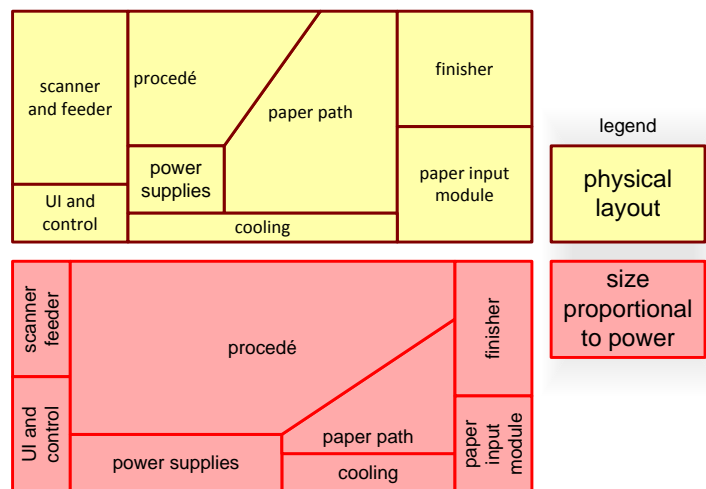 scanner
and feeder
procedé
paper path
finisher
power
supplies
paper input
module
UI and
control
cooling
legend
physical
layout
scanner
feeder
procedé
finisher
UI and
control
power supplies
paper path
cooling
paper
input
module
size
proportional
to power